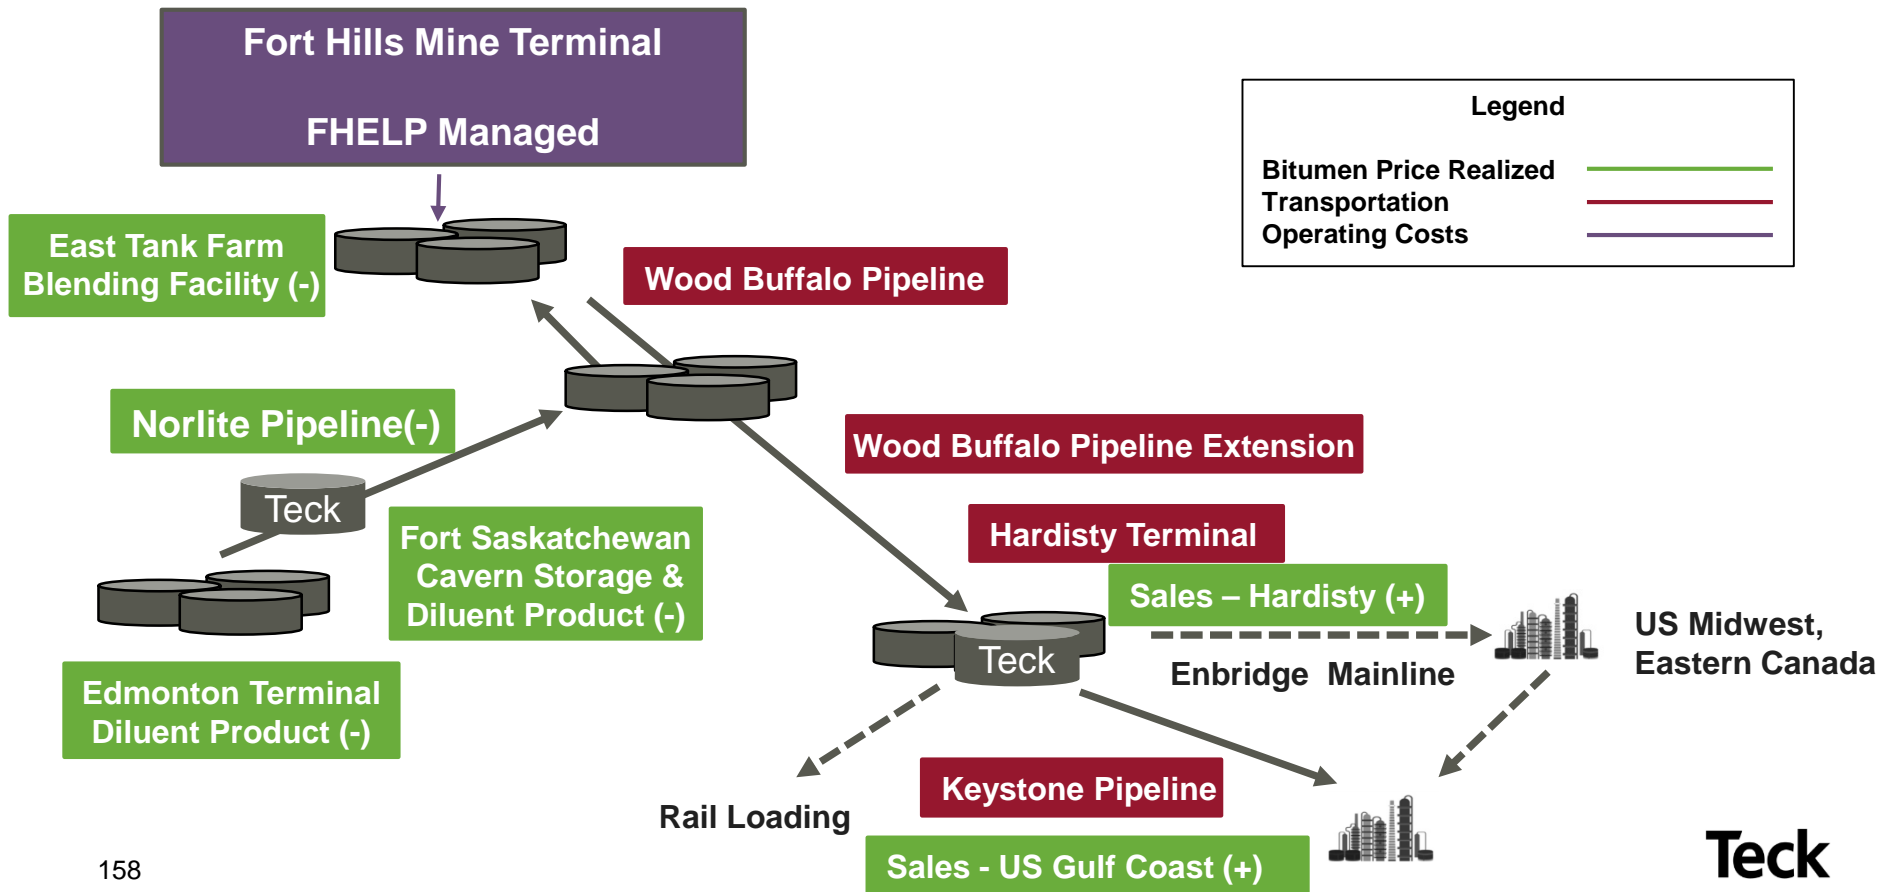 Fort Hills Mine Terminal
FHELP Managed
Legend
Bitumen Price Realized
Transportation
Operating Costs
East Tank Farm
Blending Facility (-)
Wood Buffalo Pipeline
Norlite Pipeline(-)
Wood Buffalo Pipeline Extension
Teck
Fort Saskatchewan
Cavern Storage &
Diluent Product (-)
Hardisty Terminal
Sales – Hardisty (+)
Teck
Enbridge Mainline
US Midwest,
Eastern Canada
Edmonton Terminal
Diluent Product (-)
Keystone Pipeline
Rail Loading
Sales - US Gulf Coast (+)
158
Teck